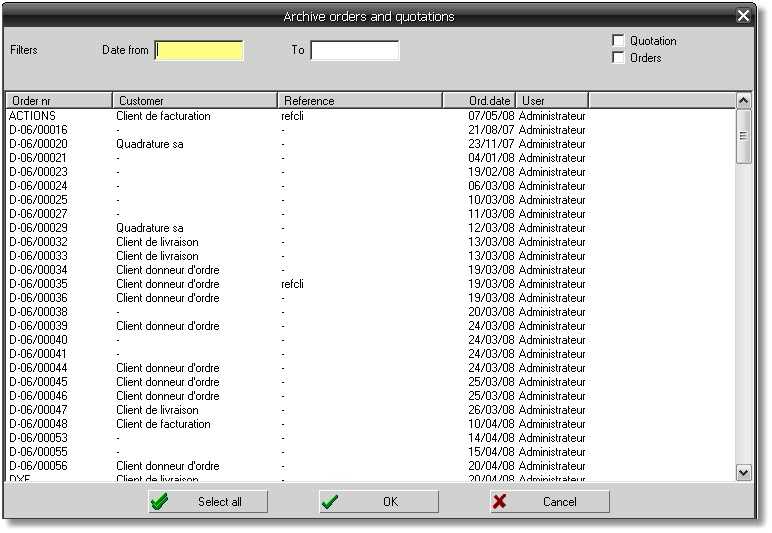 Archive orders and quotations
Filters Date from To Quotation
Orders
Order nr Customer Reference Ord.date User
ACTIONS Client de facturation refcli 07/05/08 Administrateur
D-06/00016 - - 21/08/07 Administrateur
D-06/00020 Quadrature sa - 23/11/07 Administrateur
D-06/00021 - - 04/01/08 Administrateur
D-06/00023 - - 19/02/08 Administrateur
D-06/00024 - - 06/03/08 Administrateur
D-06/00025 - - 10/03/08 Administrateur
D-06/00027 - - 11/03/08 Administrateur
D-06/00029 Quadrature sa - 12/03/08 Administrateur
D-06/00032 Client de livraison - 13/03/08 Administrateur
D-06/00033 Client de livraison - 13/03/08 Administrateur
D-06/00034 Client donneur d'ordre - 19/03/08 Administrateur
D-06/00035 Client donneur d'ordre refcli 19/03/08 Administrateur
D-06/00036 Client donneur d'ordre - 19/03/08 Administrateur
D-06/00038 - - 20/03/08 Administrateur
D-06/00039 Client donneur d'ordre - 24/03/08 Administrateur
D-06/00040 - - 24/03/08 Administrateur
D-06/00041 - - 24/03/08 Administrateur
D-06/00044 Client donneur d'ordre - 24/03/08 Administrateur
D-06/00045 Client donneur d'ordre - 25/03/08 Administrateur
D-06/00046 Client donneur d'ordre - 25/03/08 Administrateur
D-06/00047 Client de livraison - 26/03/08 Administrateur
D-06/00048 Client de facturation - 10/04/08 Administrateur
D-06/00053 - - 14/04/08 Administrateur
D-06/00055 - - 15/04/08 Administrateur
D-06/00056 Client donneur d'ordre - 20/04/08 Administrateur
DXF Client de livraison - 20/04/08 Administrateur
Select all OK Cancel